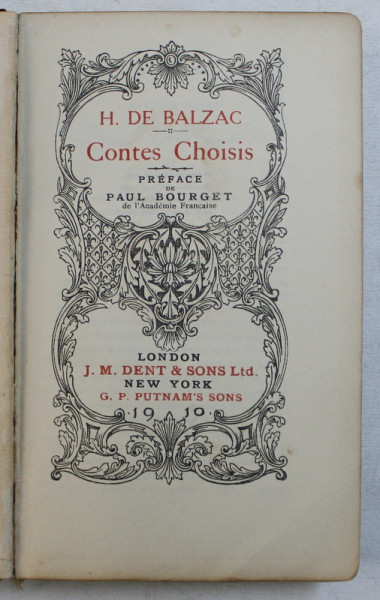 H. DE BALZAC
Contes Choisis
PRÉFACE
DE
PAUL BOURGET
de l'Académie Française
LONDON
J. M. DENT & SONS Ltd.
NEW YORK
G. P. PUTNAM'S SONS
·1910·